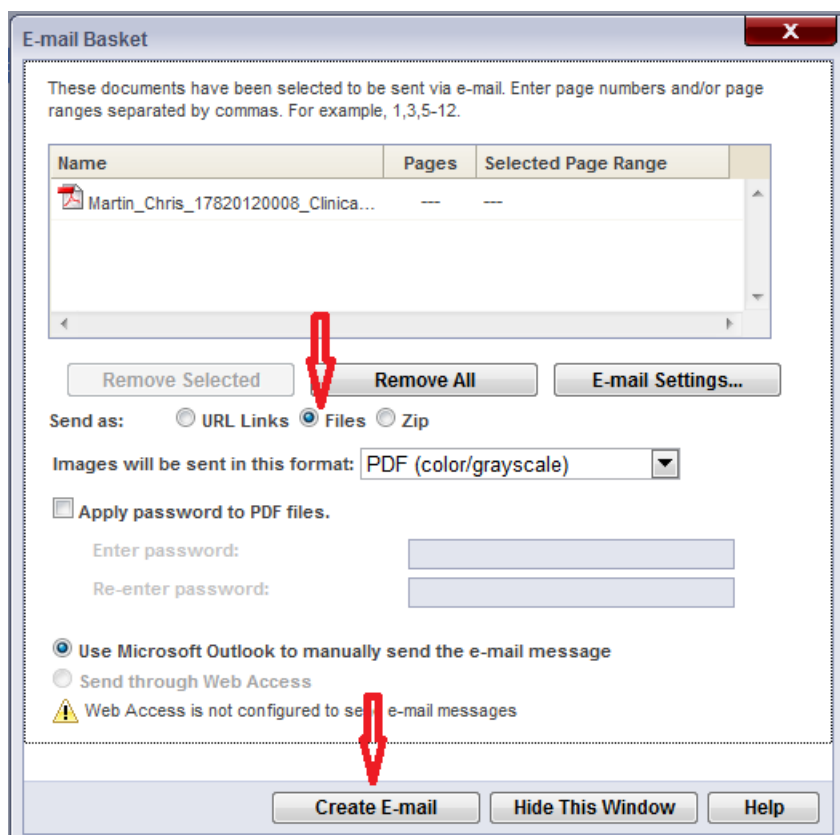 E-mail Basket
X
These documents have been selected to be sent via e-mail. Enter page numbers and/or page
ranges separated by commas. For example, 1,3,5-12.
Name Pages Selected Page Range
Martin_Chris_17820120008_Clinica... --- ---
Remove Selected Remove All E-mail Settings...
Send as: URL Links Files Zip
Images will be sent in this format: PDF (color/grayscale)
Apply password to PDF files.
Enter password:
Re-enter password:
Use Microsoft Outlook to manually send the e-mail message
Send through Web Access
Web Access is not configured to send e-mail messages
Create E-mail Hide This Window Help